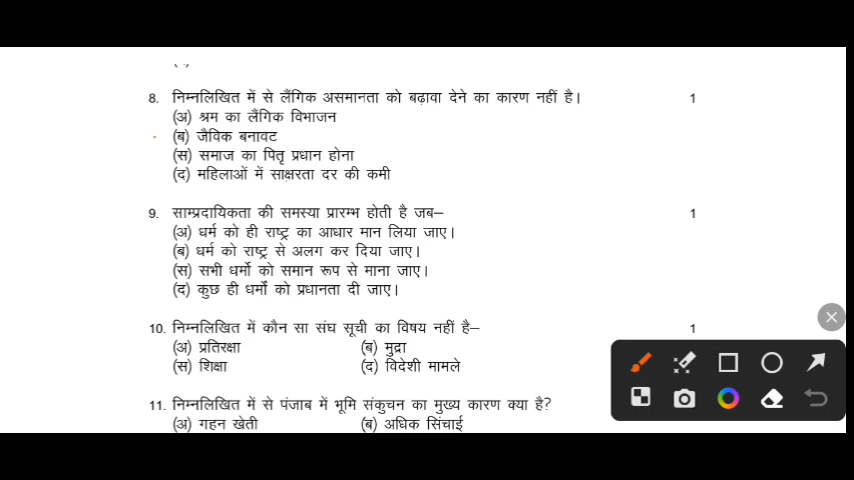 8. निम्नलिखित में से लैंगिक असमानता को बढ़ावा देने का कारण नहीं है। 1
(अ) श्रम का लैंगिक विभाजन
(ब) जैविक बनावट
(स) समाज का पितृ प्रधान होना
(द) महिलाओं में साक्षरता दर की कमी
9. साम्प्रदायिकता की समस्या प्रारम्भ होती है जब— 1
(अ) धर्म को ही राष्ट्र का आधार मान लिया जाए।
(ब) धर्म को राष्ट्र से अलग कर दिया जाए।
(स) सभी धर्मो को समान रूप से माना जाए।
(द) कुछ ही धर्मों को प्रधानता दी जाए।
10. निम्नलिखित में कौन सा संघ सूची का विषय नहीं है— 1
(अ) प्रतिरक्षा (ब) मुद्रा
(स) शिक्षा (द) विदेशी मामले
11. निम्नलिखित में से पंजाब में भूमि संकुचन का मुख्य कारण क्या है?
(अ) गहन खेती (ब) अधिक सिंचाई